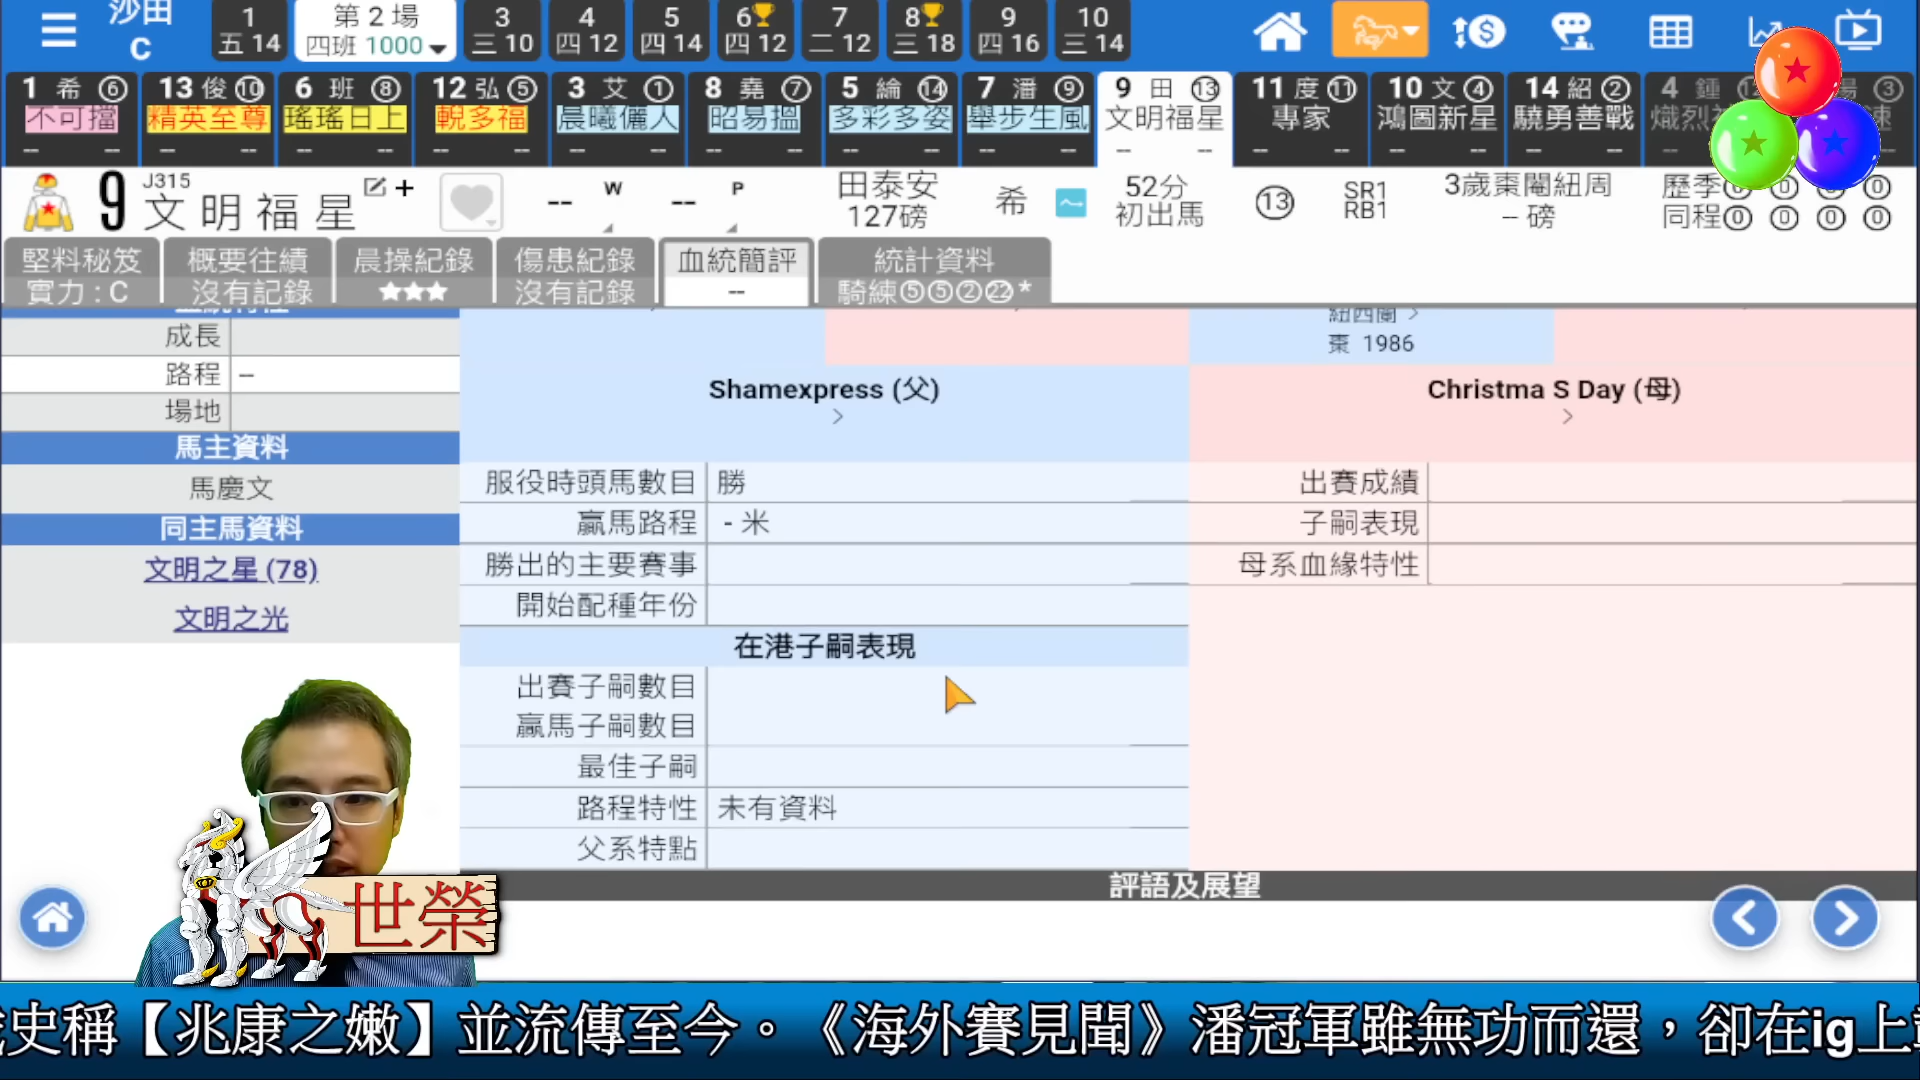 沙田
C
1
五 14
第 2 場
四班 1000
3
三 10
4
四 12
5
四 14
6
四 12
7
二 12
8
三 18
9
四 16
10
三 14
1 希 ⑥
不可擋
-- --
13 俊 ⑩
精英至尊
-- --
6 班 ⑧
瑤瑤日上
-- --
12 弘 ⑤
輗多福
-- --
3 艾 ①
晨曦儷人
-- --
8 堯 ⑦
昭易搵
-- --
5 綸 ⑭
多彩多姿
-- --
7 潘 ⑨
舉步生風
-- --
9 田 ⑬
文明福星
-- --
11 度 ⑪
專家
-- --
10 文 ④
鴻圖新星
-- --
14 紹 ②
驍勇善戰
-- --
4 鍾
熾烈
9
J315
文明福星
-- W
-- P
田泰安
127磅
希
52分
初出馬
⑬
SR1
RB1
3歲棗閹紐周
-- 磅
歷季⓪⓪⓪⓪
同程⓪⓪⓪⓪
堅料秘笈
實力 : C
概要往績
沒有記錄
晨操紀錄
★★★
傷患紀錄
沒有記錄
血統簡評
--
統計資料
騎練⑤⑤②㉒*
成長
路程 --
場地
馬主資料
馬慶文
同主馬資料
文明之星 (78)
文明之光
紐西蘭 >
棗 1986
Shamexpress (父)
>
Christma S Day (母)
>
服役時頭馬數目 勝
贏馬路程 - 米
勝出的主要賽事
開始配種年份
出賽成績
子嗣表現
母系血緣特性
在港子嗣表現
出賽子嗣數目
贏馬子嗣數目
最佳子嗣
路程特性 未有資料
父系特點
評語及展望
世榮
史稱【兆康之嫩】並流傳至今。《海外賽見聞》潘冠軍雖無功而還，卻在ig上